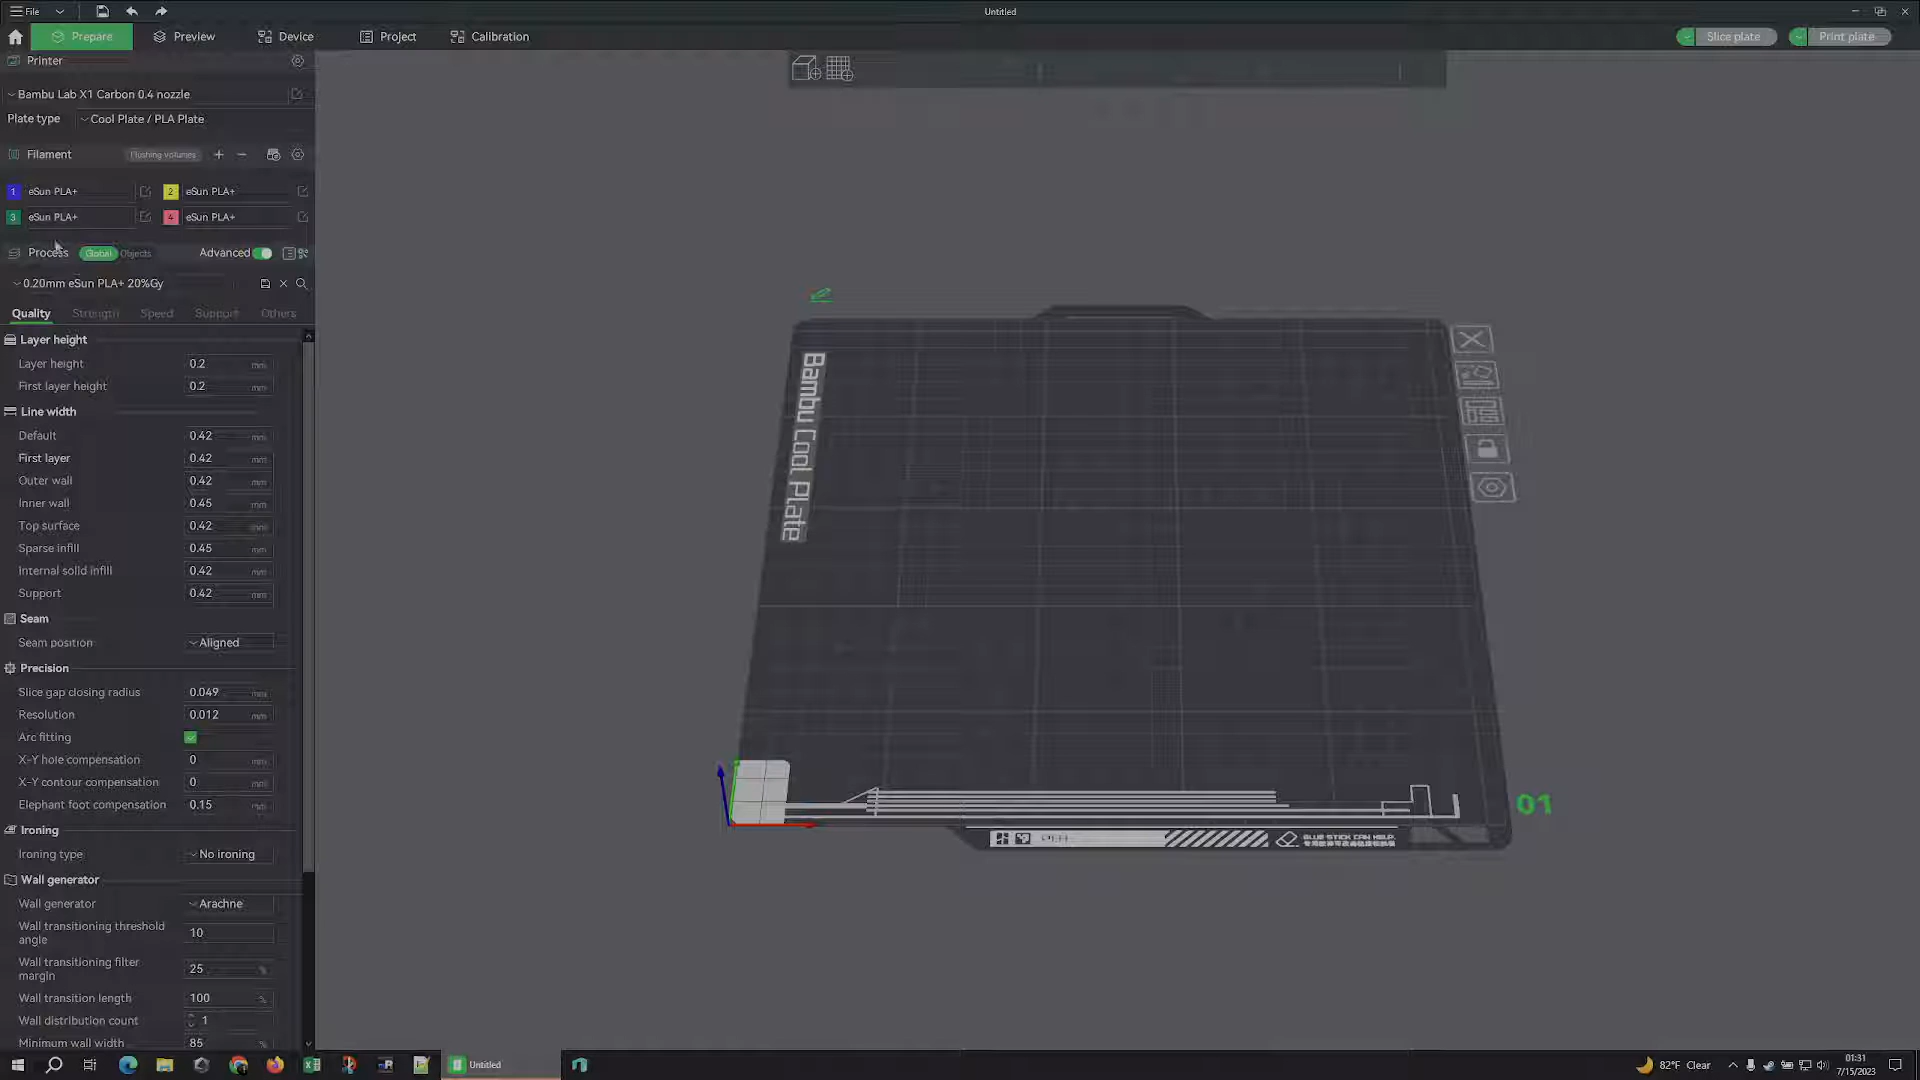 File
Untitled
Prepare
Preview
Device
Project
Calibration
Slice plate
Print plate
Printer
Bambu Lab X1 Carbon 0.4 nozzle
Plate type
Cool Plate / PLA Plate
Filament
Flushing volumes
1 eSun PLA+
2 eSun PLA+
3 eSun PLA+
4 eSun PLA+
Process Global Objects Advanced
0.20mm eSun PLA+ 20%Gy
Quality Strength Speed Support Others
Layer height
Layer height 0.2 mm
First layer height 0.2 mm
Line width
Default 0.42 mm
First layer 0.42 mm
Outer wall 0.42 mm
Inner wall 0.45 mm
Top surface 0.42 mm
Sparse infill 0.45 mm
Internal solid infill 0.42 mm
Support 0.42 mm
Seam
Seam position Aligned
Precision
Slice gap closing radius 0.049 mm
Resolution 0.012 mm
Arc fitting
X-Y hole compensation 0 mm
X-Y contour compensation 0 mm
Elephant foot compensation 0.15 mm
Ironing
Ironing type No ironing
Wall generator
Wall generator Arachne
Wall transitioning threshold
angle
10
Wall transitioning filter
margin
25 %
Wall transition length 100 %
Wall distribution count 1
Minimum wall width 85 %
Bambu Cool Plate
01
GLUE STICK CAN HELP.
Untitled
82°F Clear
01:31
7/15/2023